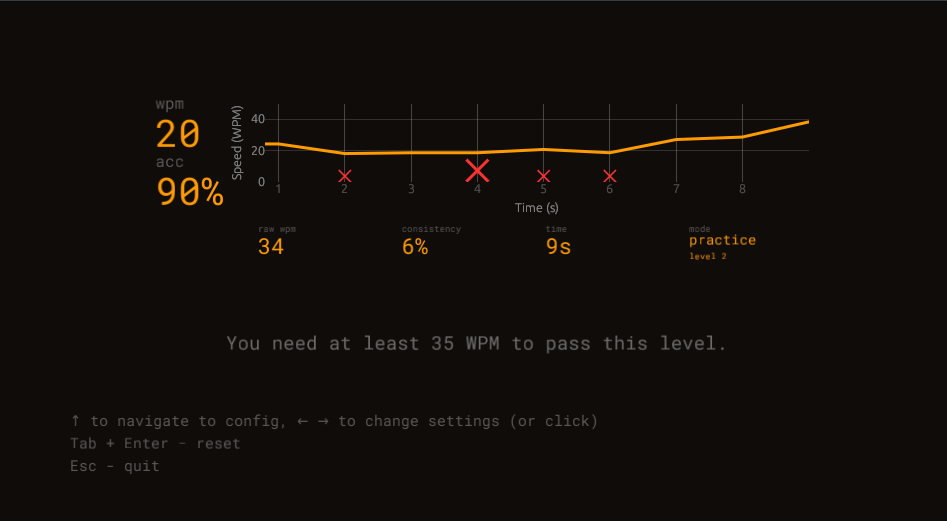 wpm
20
acc
90%
Speed (WPM)
40
20
0
1 2 3 4 5 6 7 8
Time (s)
raw wpm consistency time mode
34 6% 9s practice
level 2
You need at least 35 WPM to pass this level.
↑ to navigate to config, ← → to change settings (or click)
Tab + Enter - reset
Esc - quit